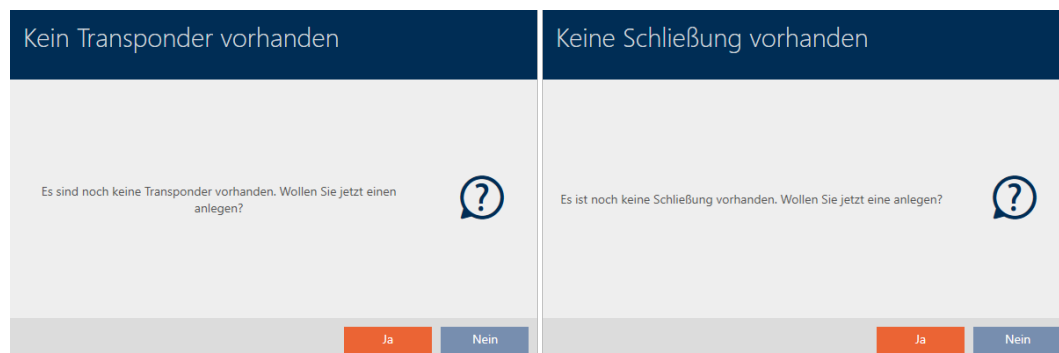 Kein Transponder vorhanden
Es sind noch keine Transponder vorhanden. Wollen Sie jetzt einen
anlegen?
Ja Nein
Keine Schließung vorhanden
Es ist noch keine Schließung vorhanden. Wollen Sie jetzt eine anlegen?
Ja Nein